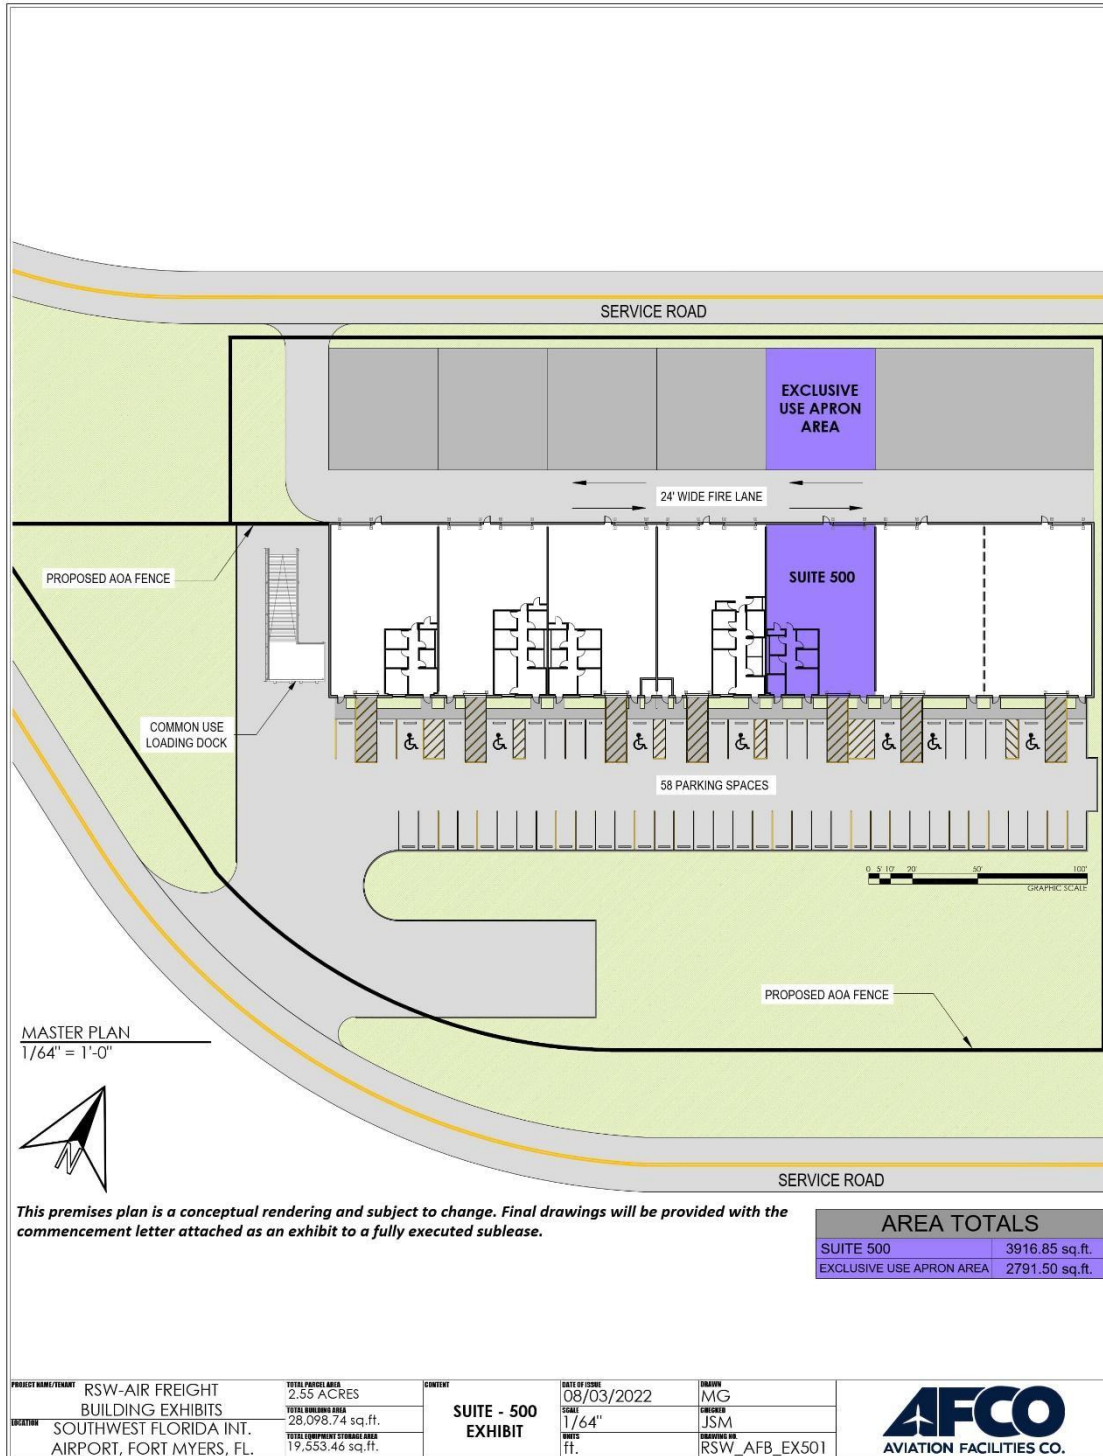 SERVICE ROAD
EXCLUSIVE
USE APRON
AREA
24' WIDE FIRE LANE
PROPOSED AOA FENCE
SUITE 500
COMMON USE
LOADING DOCK
58 PARKING SPACES
0 5' 10' 20' 50' 100'
GRAPHIC SCALE
PROPOSED AOA FENCE
MASTER PLAN
1/64" = 1'-0"
N
SERVICE ROAD
This premises plan is a conceptual rendering and subject to change. Final drawings will be provided with the
commencement letter attached as an exhibit to a fully executed sublease.
AREA TOTALS
SUITE 500 3916.85 sq.ft.
EXCLUSIVE USE APRON AREA 2791.50 sq.ft.
PROJECT NAME/TENANT RSW-AIR FREIGHT
BUILDING EXHIBITS
LOCATION SOUTHWEST FLORIDA INT.
AIRPORT, FORT MYERS, FL.
TOTAL PARCEL AREA
2.55 ACRES
TOTAL BUILDING AREA
28,098.74 sq.ft.
TOTAL EQUIPMENT STORAGE AREA
19,553.46 sq.ft.
CONTENT
SUITE - 500
EXHIBIT
DATE OF ISSUE
08/03/2022
SCALE
1/64"
UNITS
ft.
DRAWN
MG
CHECKED
JSM
DRAWING NO.
RSW_AFB_EX501
AFCO
AVIATION FACILITIES CO.